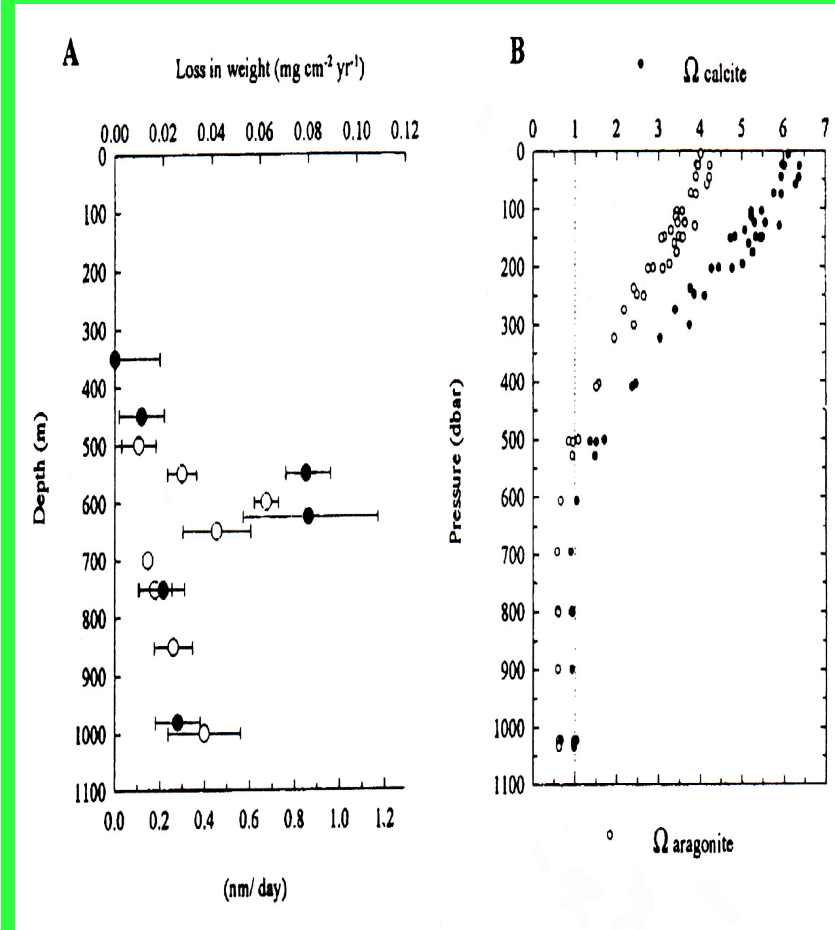 A
Loss in weight (mg cm⁻² yr⁻¹)
0.00 0.02 0.04 0.06 0.08 0.10 0.12
0
100
200
300
400
500
600
700
800
900
1000
1100
Depth (m)
0.0 0.2 0.4 0.6 0.8 1.0 1.2
(nm/ day)
B
Ω calcite
0 1 2 3 4 5 6 7
0
100
200
300
400
500
600
700
800
900
1000
1100
Pressure (dbar)
Ω aragonite